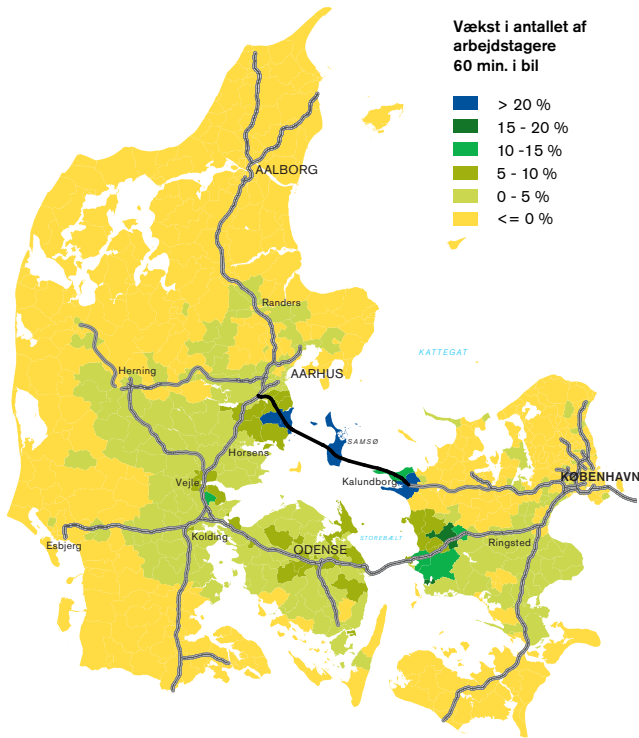 Vækst i antallet af
arbejdstagere
60 min. i bil
> 20 %
15 - 20 %
10 -15 %
5 - 10 %
0 - 5 %
<= 0 %
AALBORG
Randers
KATTEGAT
Herning
AARHUS
SAMSØ
Horsens
KØBENHAVN
Vejle
Kalundborg
STOREBÆLT
Kolding
Ringsted
Esbjerg
ODENSE